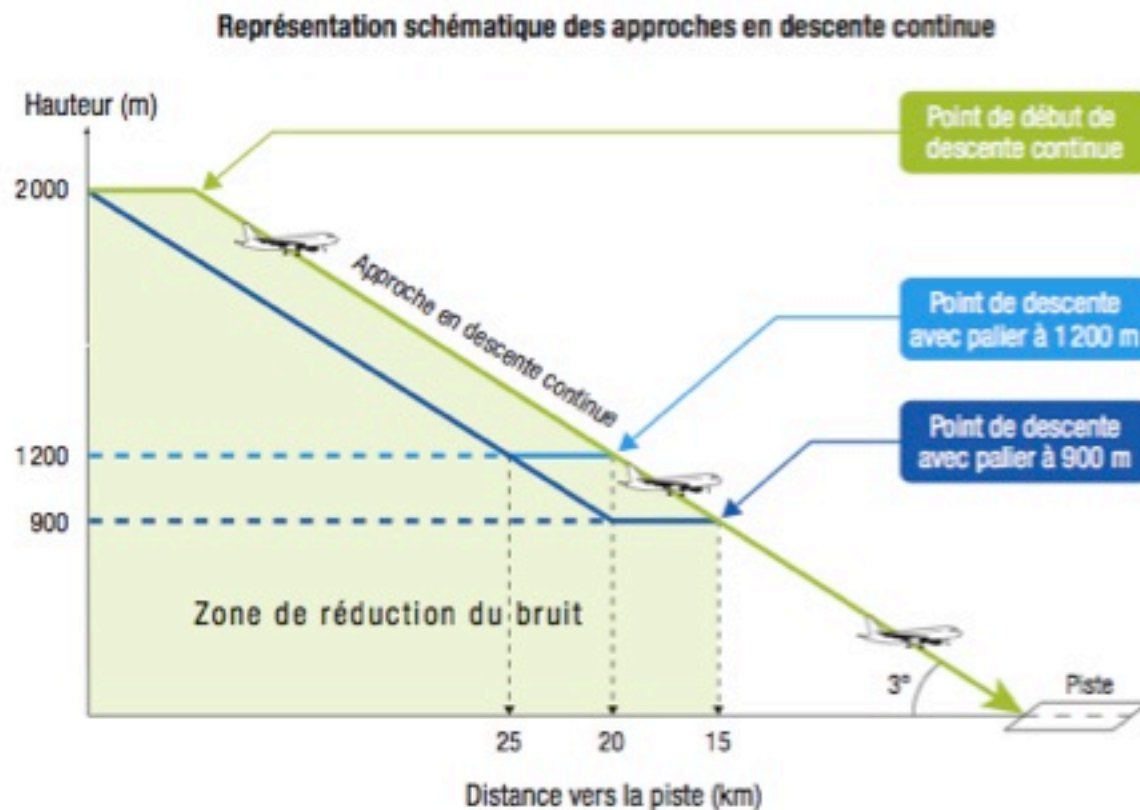 Représentation schématique des approches en descente continue
Hauteur (m)
Point de début de
descente continue
2000
Approche en descente continue
Point de descente
avec palier à 1200 m
1200
Point de descente
avec palier à 900 m
900
Zone de réduction du bruit
3°
Piste
25
20
15
Distance vers la piste (km)